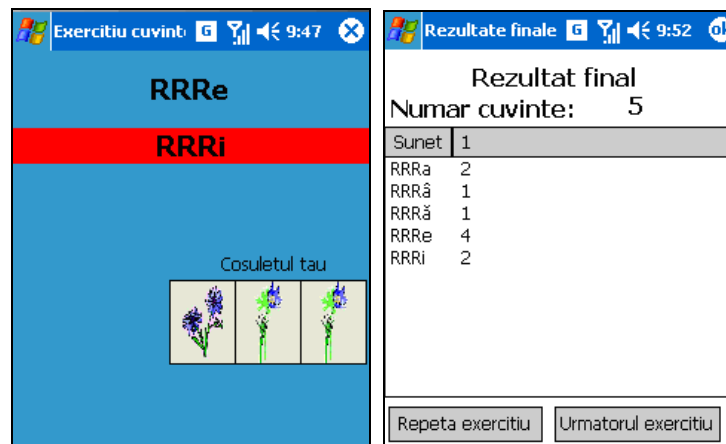 Exercitiu cuvint G 9:47
RRRe
RRRi
Cosuletul tau
Rezultate finale G 9:52 ok
Rezultat final
Numar cuvinte: 5
Sunet 1
RRRa 2
RRRâ 1
RRRă 1
RRRe 4
RRRi 2
Repeta exercitiu Urmatorul exercitiu